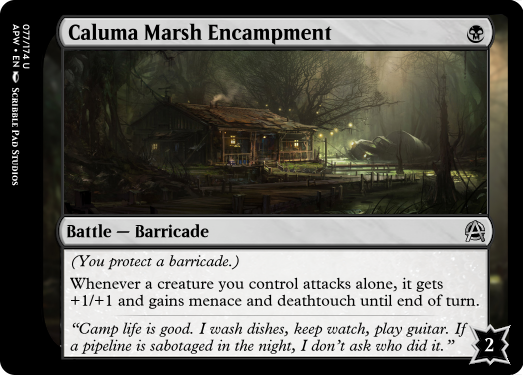 Caluma Marsh Encampment
Battle — Barricade
(You protect a barricade.)
Whenever a creature you control attacks alone, it gets
+1/+1 and gains menace and deathtouch until end of turn.
“Camp life is good. I wash dishes, keep watch, play guitar. If
a pipeline is sabotaged in the night, I don’t ask who did it.”
2
077/174 U
APW • EN Scribble Pad Studios